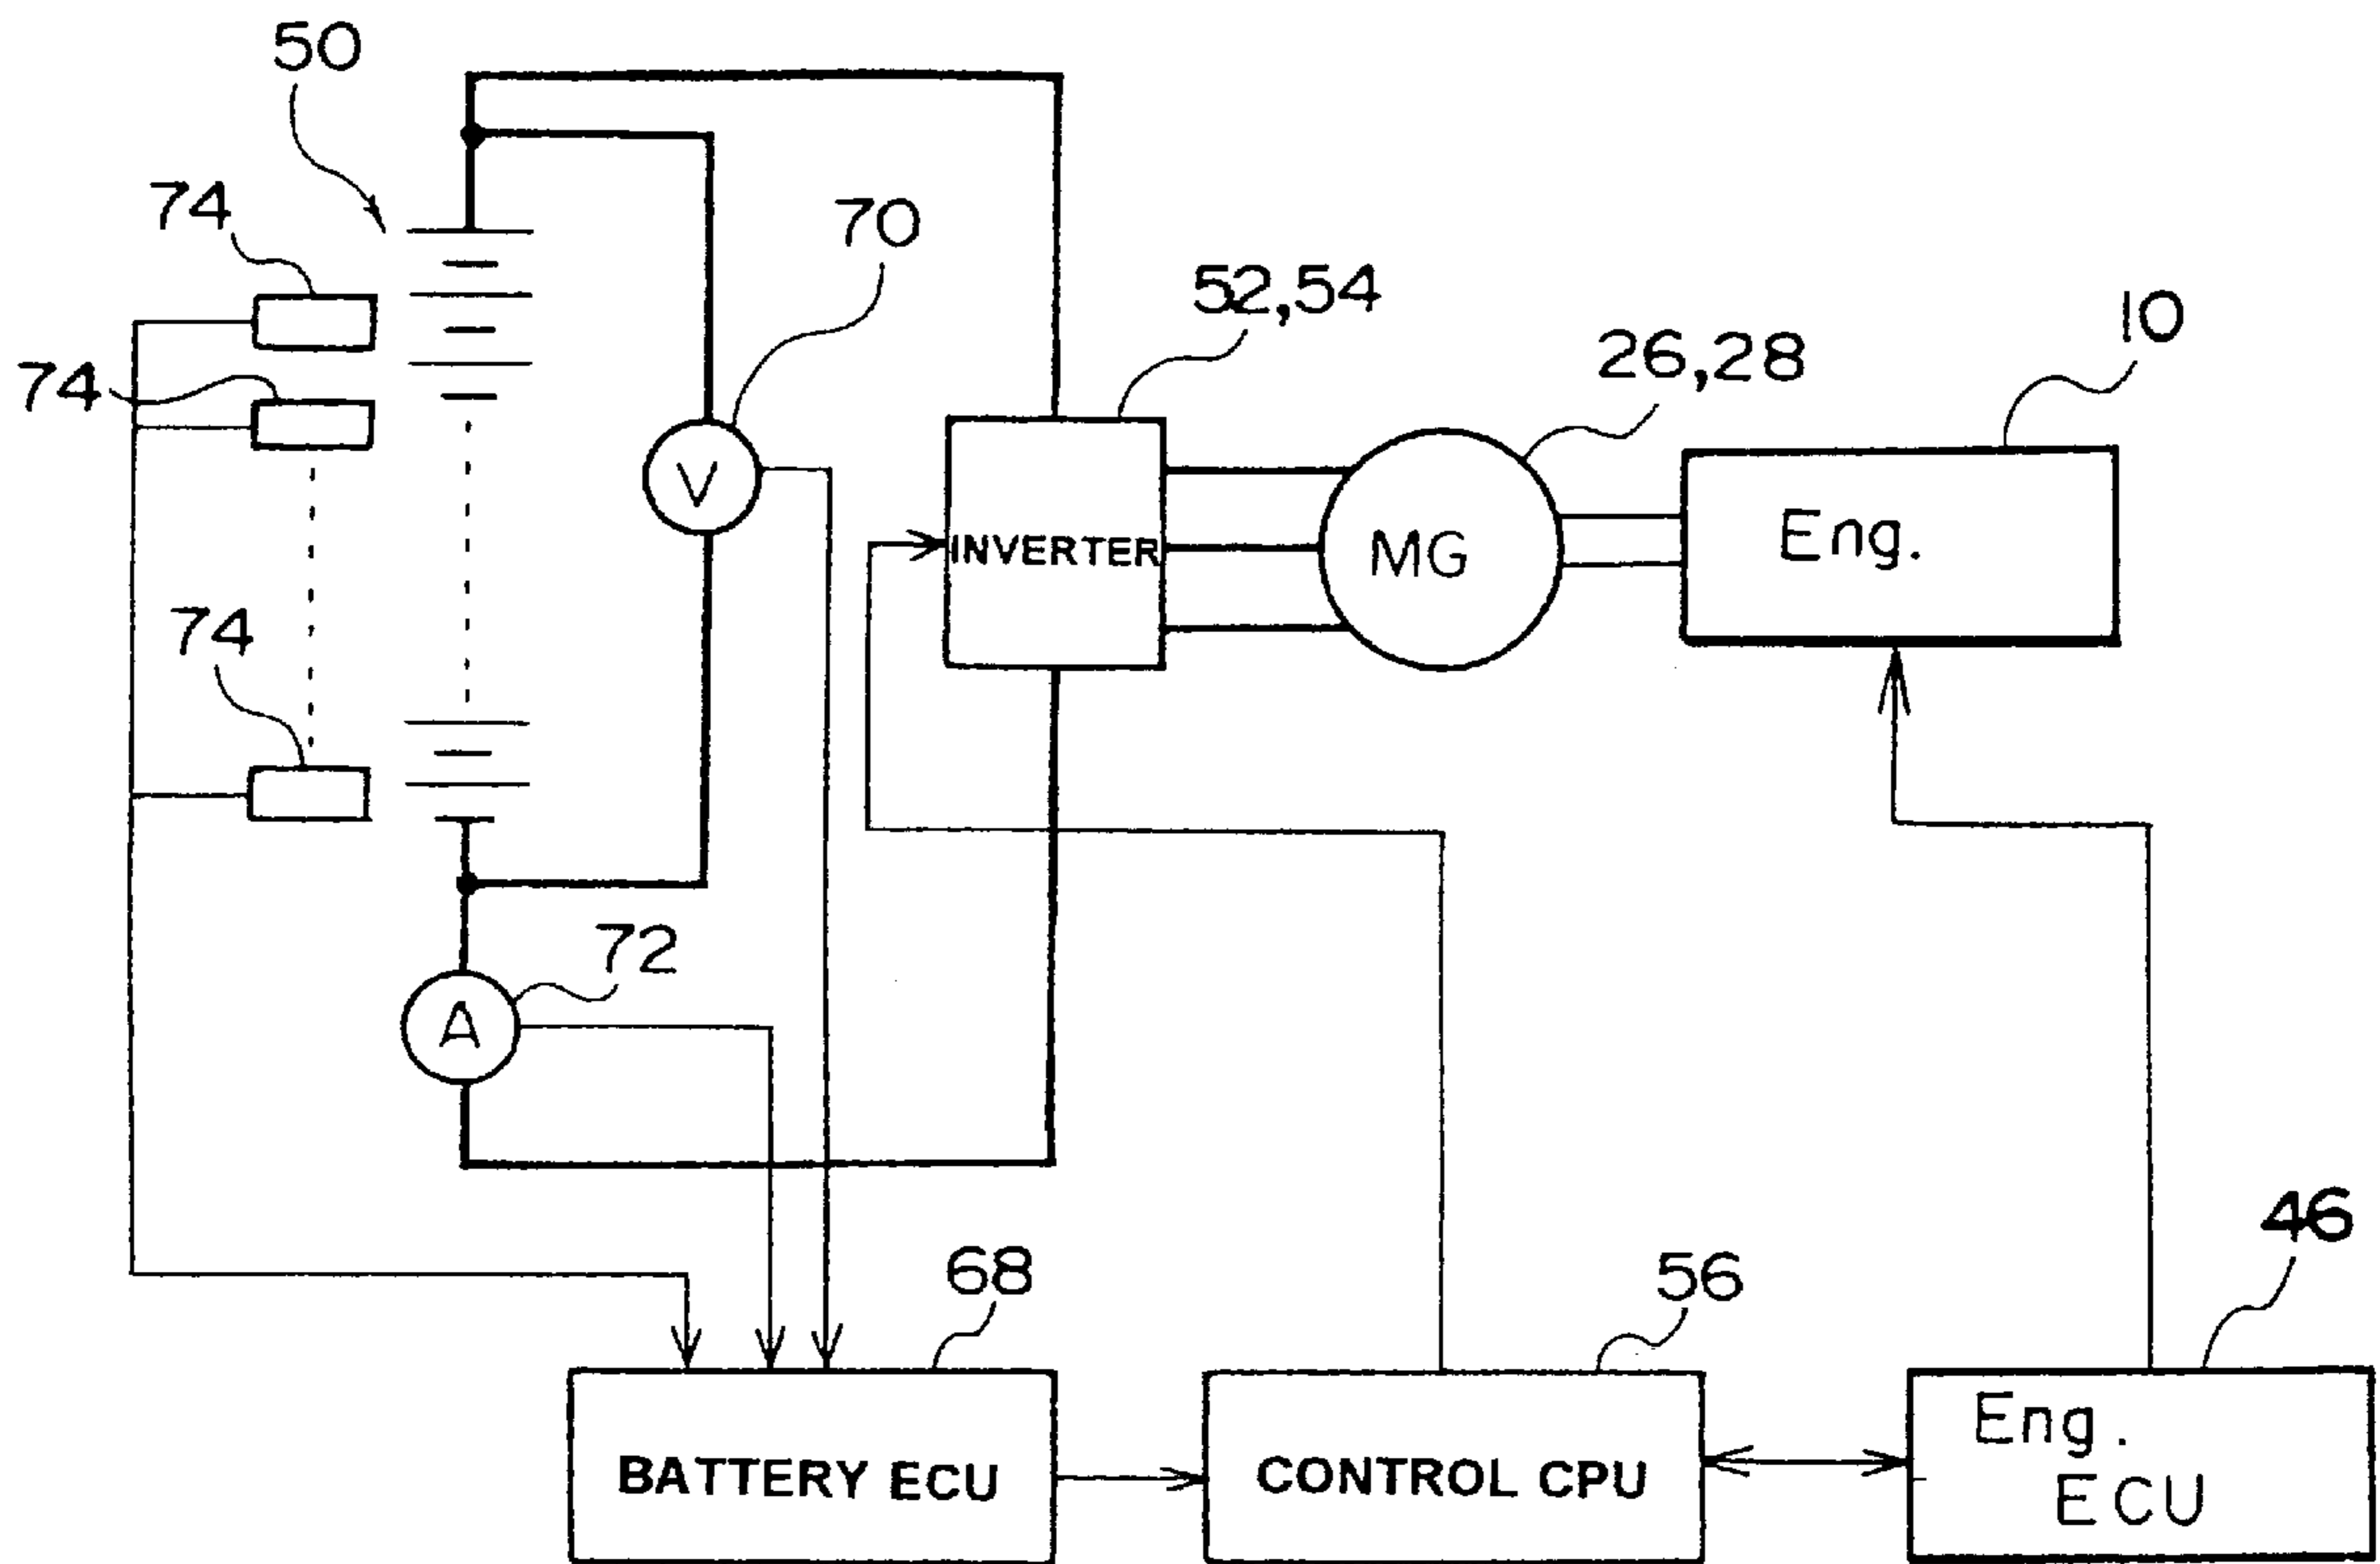 50
74
70
52,54
26,28
10
74
V
INVERTER
MG
Eng.
74
72
A
68
56
46
BATTERY ECU
CONTROL CPU
Eng.
ECU